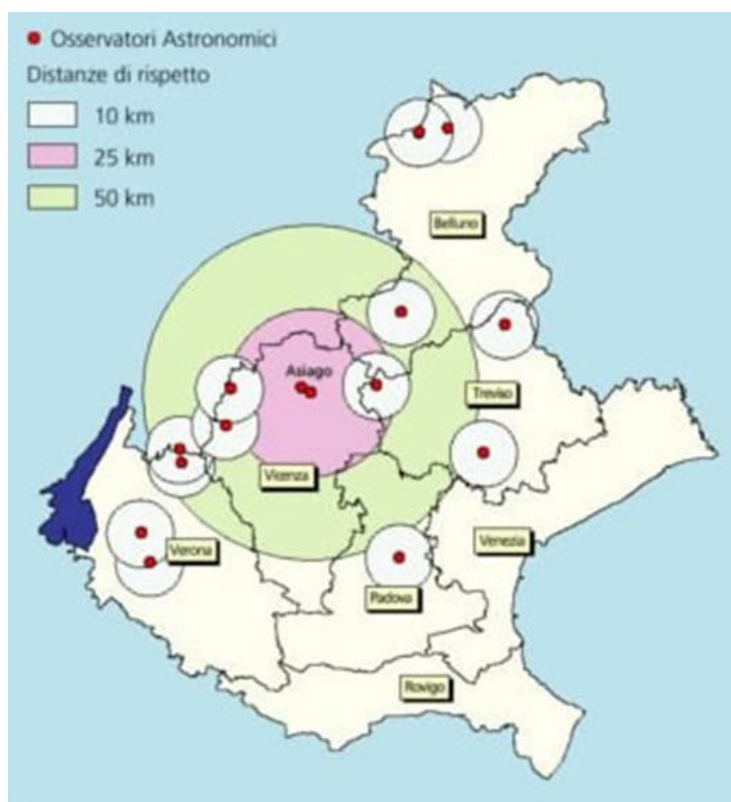 Osservatori Astronomici
Distanze di rispetto
10 km
25 km
50 km
Belluno
Asiago
Treviso
Vicenza
Verona
Venezia
Padova
Rovigo